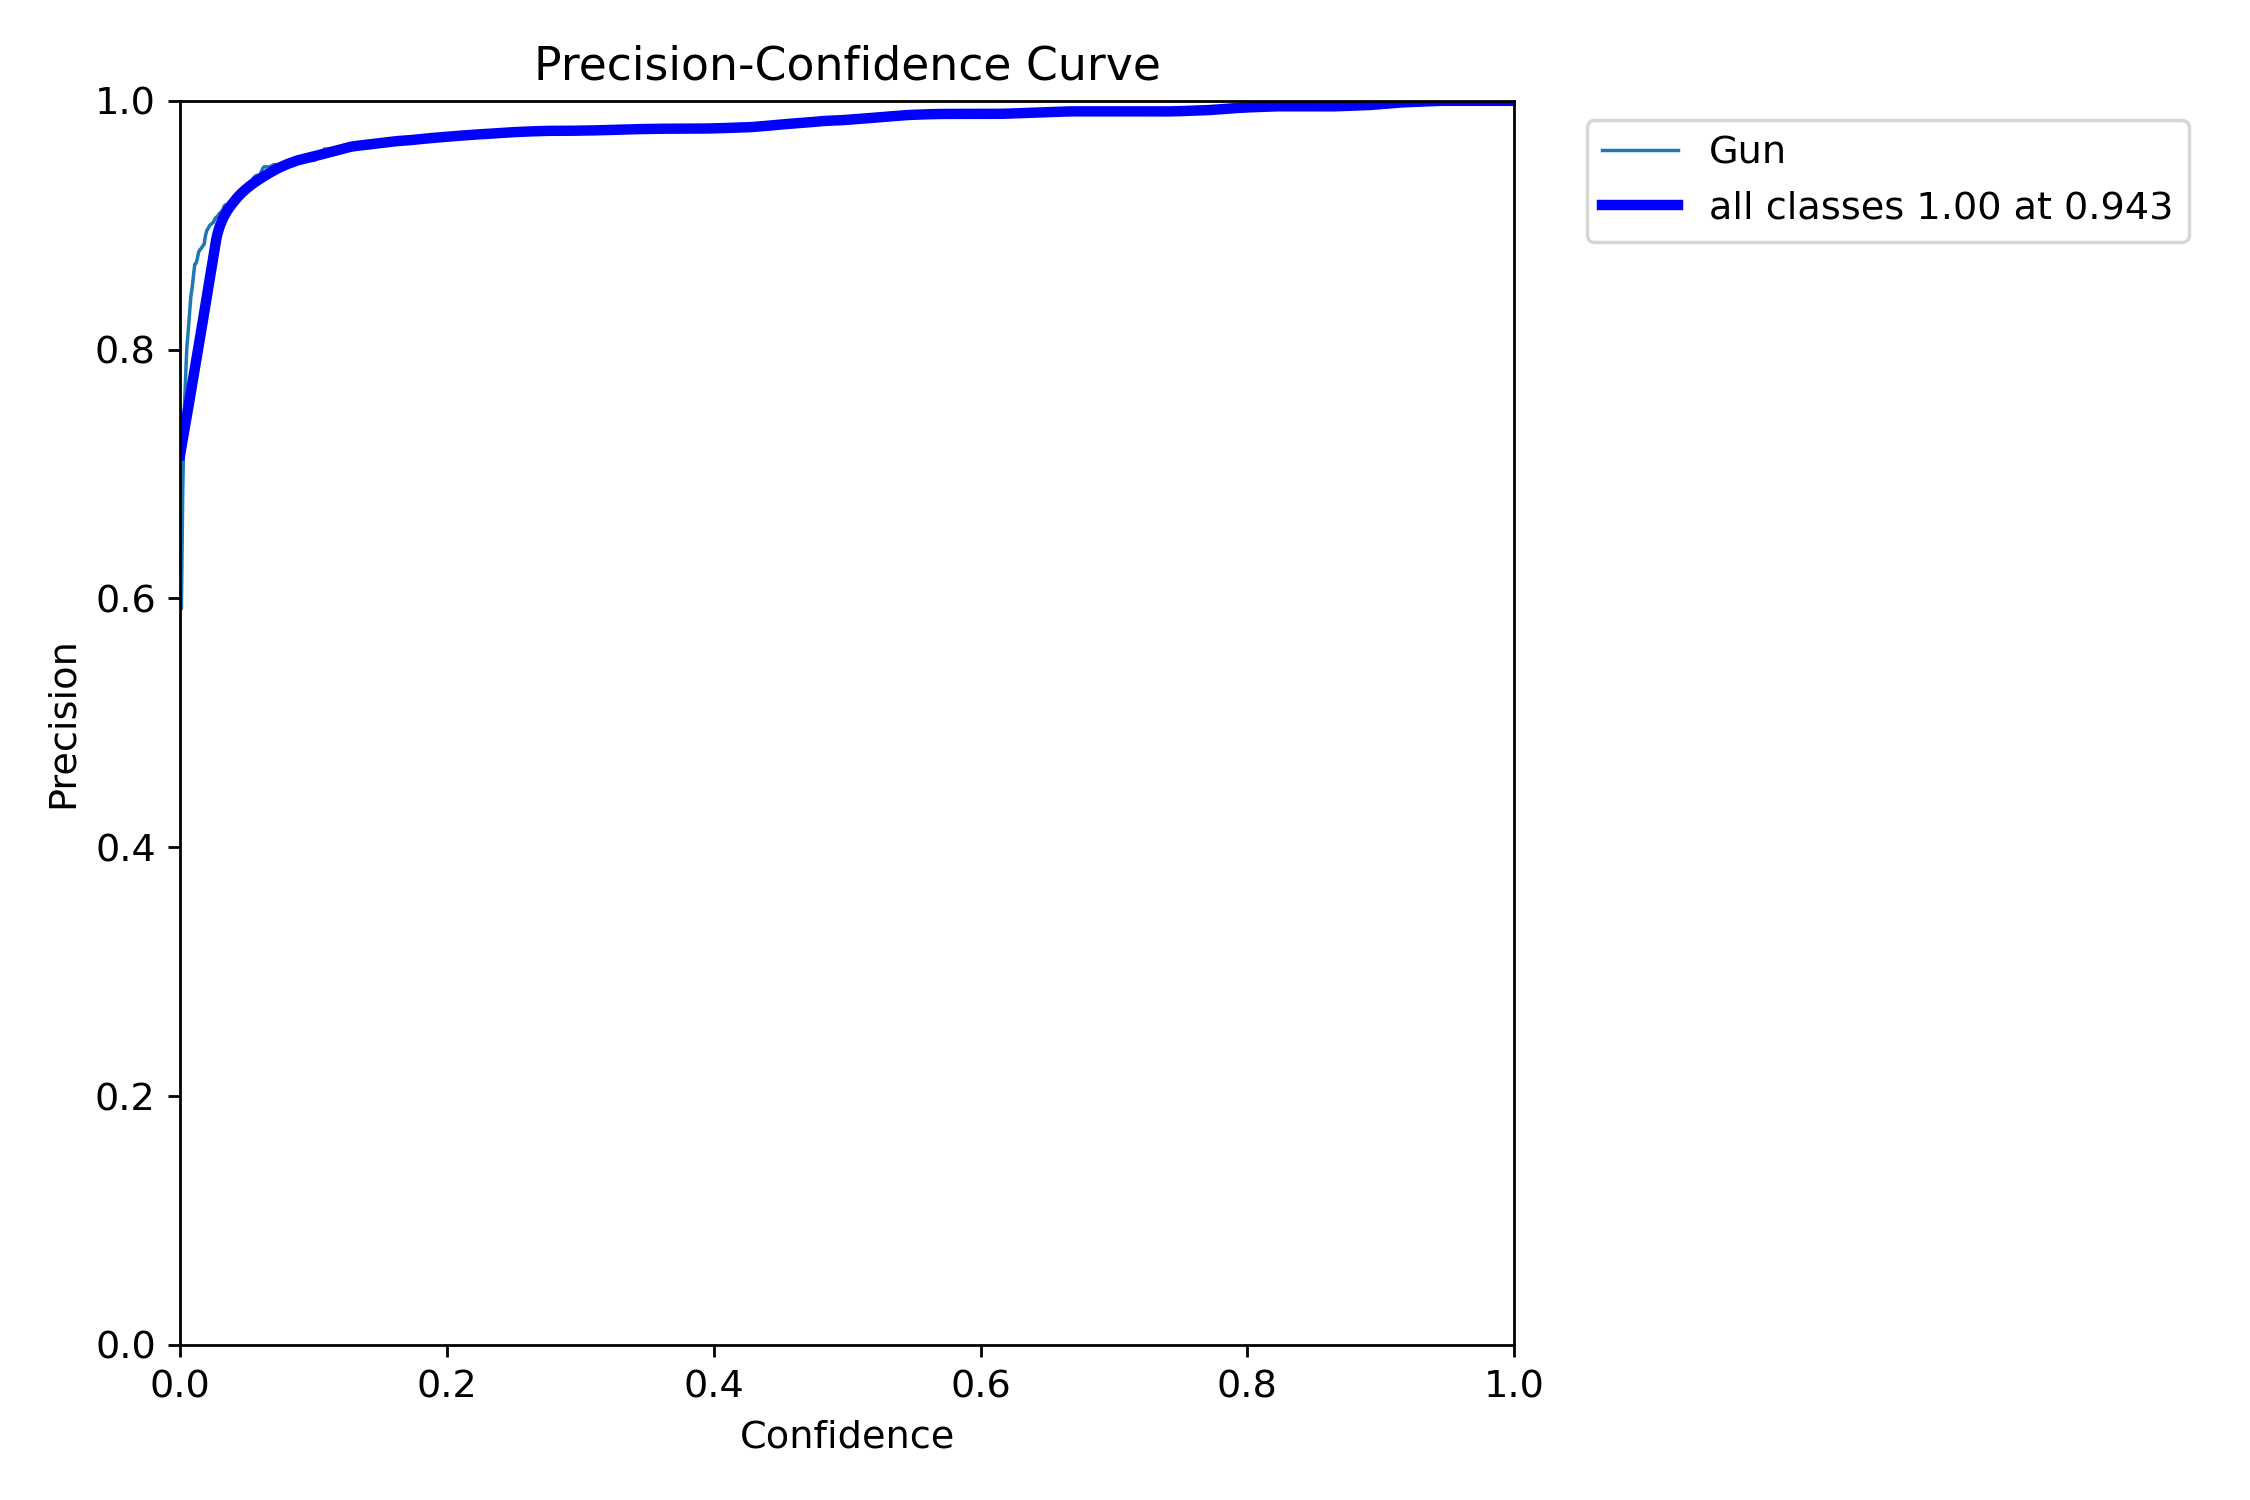 Precision-Confidence Curve
1.0
0.8
0.6
0.4
0.2
0.0
Precision
0.0 0.2 0.4 0.6 0.8 1.0
Confidence
Gun
all classes 1.00 at 0.943